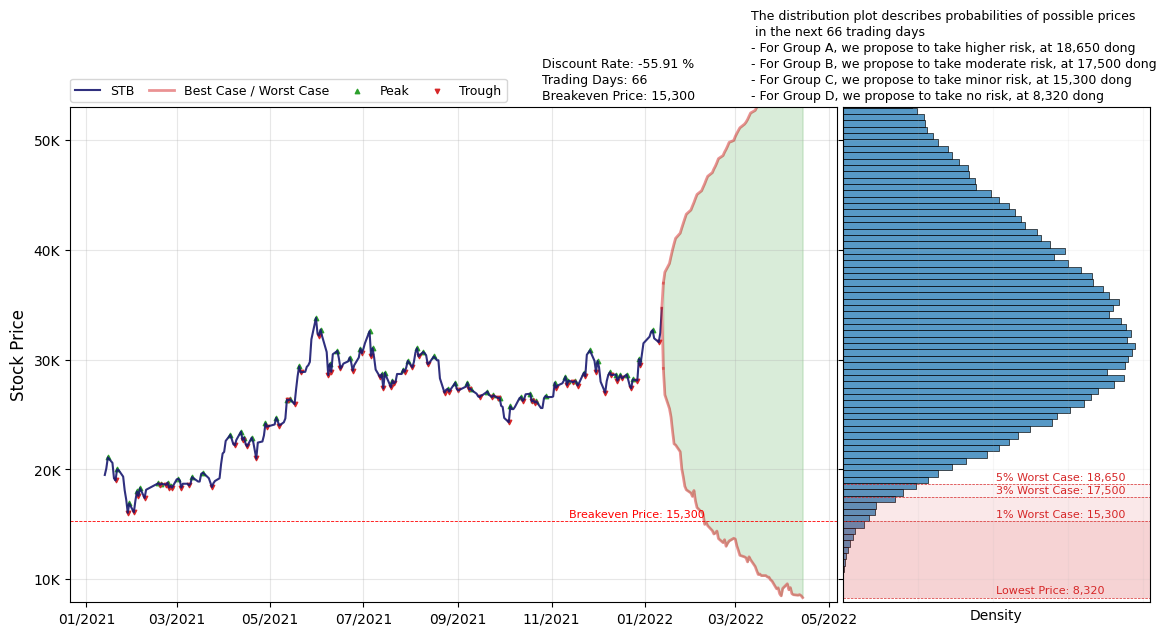 The distribution plot describes probabilities of possible prices
in the next 66 trading days
- For Group A, we propose to take higher risk, at 18,650 dong
- For Group B, we propose to take moderate risk, at 17,500 dong
- For Group C, we propose to take minor risk, at 15,300 dong
- For Group D, we propose to take no risk, at 8,320 dong
Discount Rate: -55.91 %
Trading Days: 66
Breakeven Price: 15,300
STB
Best Case / Worst Case
Peak
Trough
Stock Price
50K
40K
30K
20K
10K
Breakeven Price: 15,300
5% Worst Case: 18,650
3% Worst Case: 17,500
1% Worst Case: 15,300
Lowest Price: 8,320
01/2021
03/2021
05/2021
07/2021
09/2021
11/2021
01/2022
03/2022
05/2022
Density